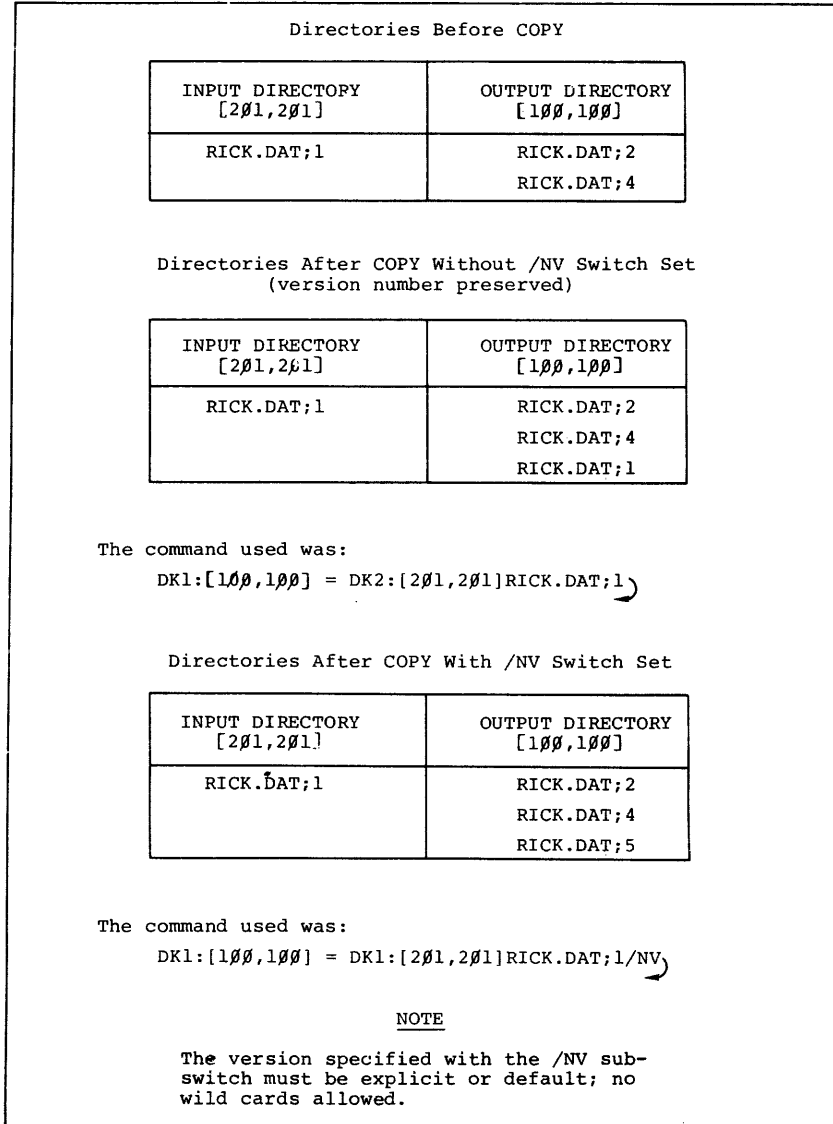 Directories Before COPY
INPUT DIRECTOPY OUTPUT DIRECTORY
[2Ø1,2Ø1] [1ØØ,1ØØ]
RICK.DAT;1 RICK.DAT;2
RICK.DAT;4
Directories After COPY Without /NV Switch Set
(version number preserved)
INPUT DIRECTORY OUTPUT DIRECTORY
[2Ø1,2Ø1] [1ØØ,1ØØ]
RICK.DAT;1 RICK.DAT;2
RICK.DAT;4
RICK.DAT;1
The command used was:
DK1:[1ØØ,1ØØ] = DK2:[2Ø1,2Ø1]RICK.DAT;1
Directories After COPY With /NV Switch Set
INPUT DIRECTORY OUTPUT DIRECTORY
[2Ø1,2Ø1] [1ØØ,1ØØ]
RICK.DAT;1 RICK.DAT;2
RICK.DAT;4
RICK.DAT;5
The command used was:
DK1:[1ØØ,1ØØ] = DK1:[2Ø1,2Ø1]RICK.DAT;1/NV
NOTE
The version specified with the /NV sub-
switch must be explicit or default; no
wild cards allowed.